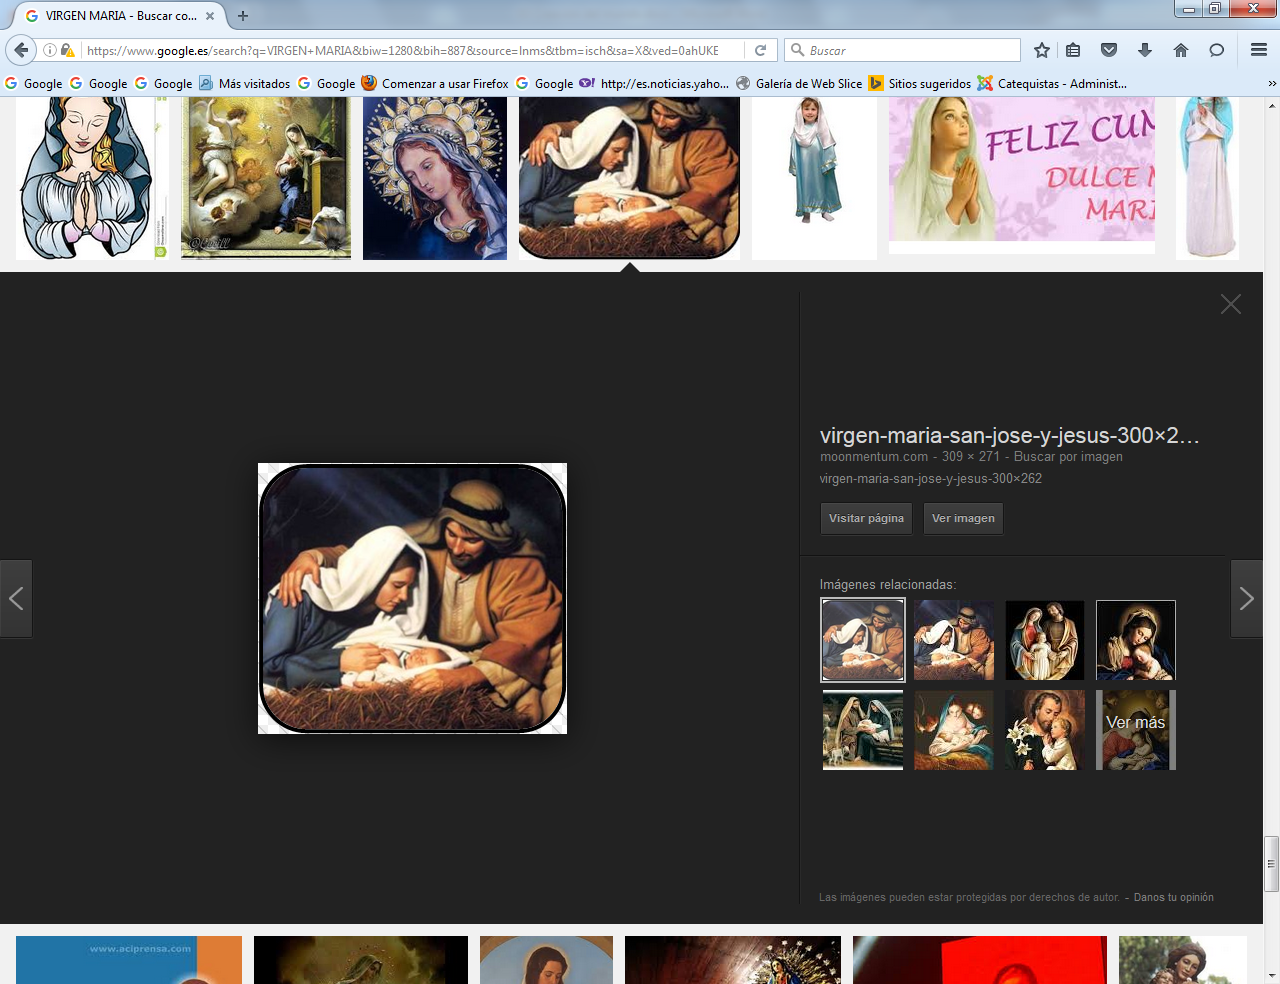 VIRGEN MARIA - Buscar co...
https://www.google.es/search?q=VIRGEN+MARIA&biw=1280&bih=887&source=lnms&tbm=isch&sa=X&ved=0ahUKE
Buscar
Google Google Google Más visitados Google Comenzar a usar Firefox Google http://es.noticias.yaho... Galería de Web Slice Sitios sugeridos Catequistas - Administ... »
FELIZ CUM
DULCE M
MARI
virgen-maria-san-jose-y-jesus-300×2...
moonmentum.com - 309 × 271 - Buscar por imagen
virgen-maria-san-jose-y-jesus-300×262
Visitar página Ver imagen
Imágenes relacionadas:
Ver más
Las imágenes pueden estar protegidas por derechos de autor. - Danos tu opinión
www.aciprensa.com